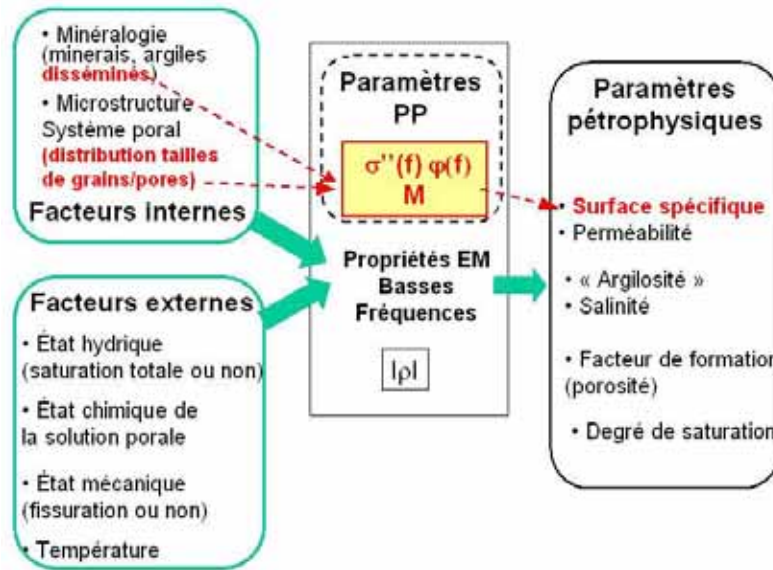 • Minéralogie
(minerais, argiles
disséminés)
• Microstructure
Système poral
(distribution tailles
de grains/pores)
Facteurs internes
Facteurs externes
• État hydrique
(saturation totale ou non)
• État chimique de
la solution porale
• État mécanique
(fissuration ou non)
• Température
Paramètres
PP
σ''(f) φ(f)
M
Propriétés EM
Basses
Fréquences
|ρ|
Paramètres
pétrophysiques
• Surface spécifique
• Perméabilité
• « Argilosité »
• Salinité
• Facteur de formation
(porosité)
• Degré de saturation